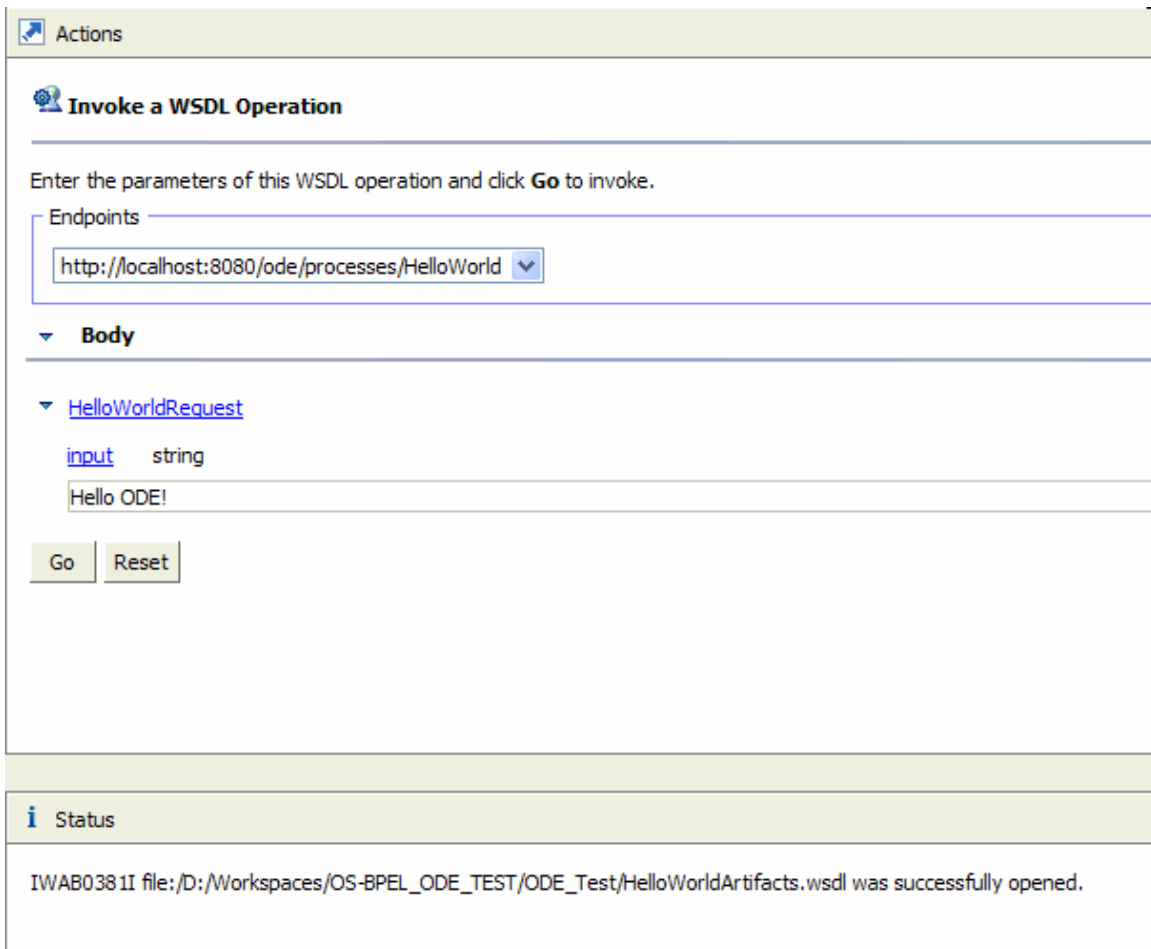 Actions
Invoke a WSDL Operation
Enter the parameters of this WSDL operation and click Go to invoke.
Endpoints
http://localhost:8080/ode/processes/HelloWorld
Body
HelloWorldRequest
input string
Hello ODE!
Go Reset
i Status
IWAB0381I file:/D:/Workspaces/OS-BPEL_ODE_TEST/ODE_Test/HelloWorldArtifacts.wsdl was successfully opened.